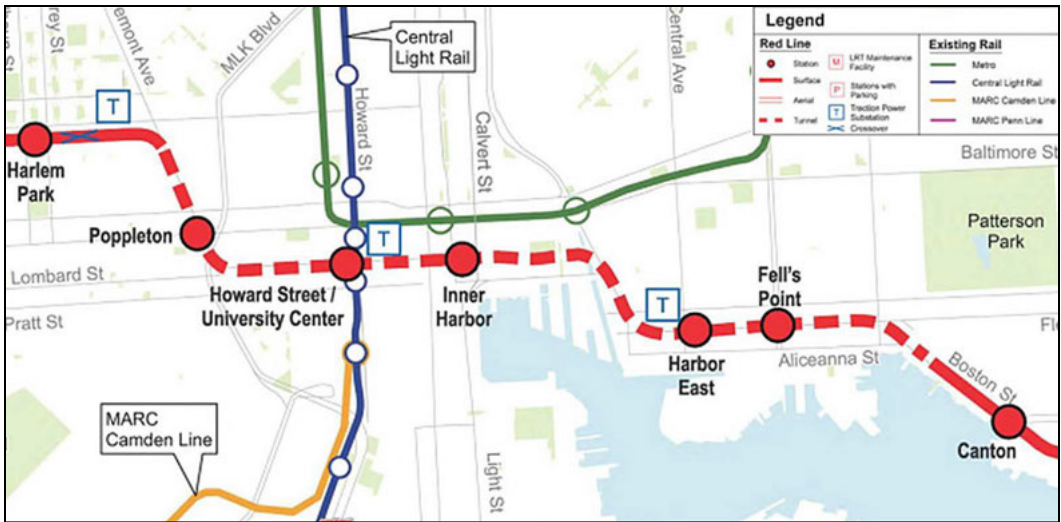 Central
Light Rail
MLK Blvd
Howard St
Calvert St
Central Ave
Legend
Red Line
Station
Surface
Aerial
Tunnel
M
LRT Maintenance
Facility
P
Stations with
Parking
T
Traction Power
Substation
Crossover
Existing Rail
Metro
Central Light Rail
MARC Camden Line
MARC Penn Line
T
Harlem
Park
Baltimore St
Poppleton
T
Patterson
Park
Lombard St
Howard Street /
University Center
Inner
Harbor
Fell's
Point
T
Pratt St
Harbor
East
Aliceanna St
Boston St
Canton
MARC
Camden Line
Light St